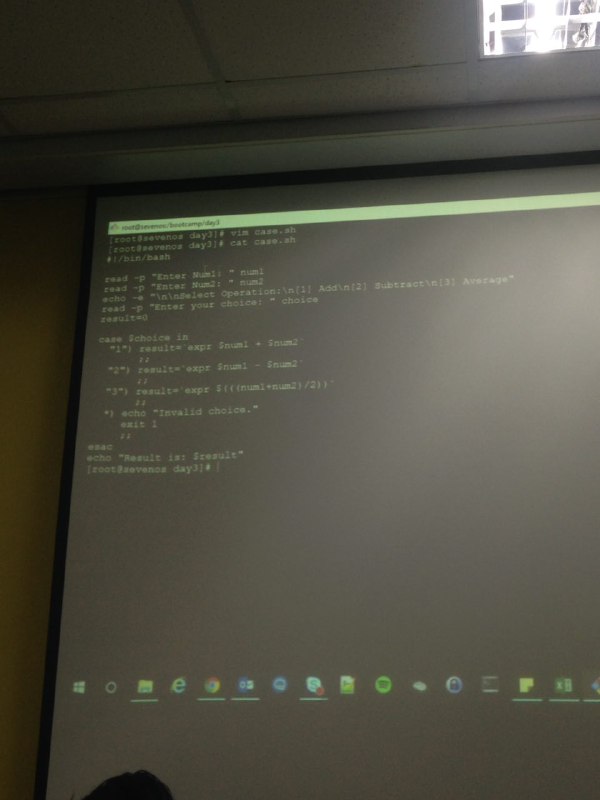 root@sevenos:/bootcamp/day3
[root@sevenos day3]# vim case.sh
[root@sevenos day3]# cat case.sh
#!/bin/bash
read -p "Enter Num1: " num1
read -p "Enter Num2: " num2
echo -e "\n\nSelect Operation:\n[1] Add\n[2] Subtract\n[3] Average"
read -p "Enter your choice: " choice
result=0
case $choice in
"1") result=`expr $num1 + $num2`
;;
"2") result=`expr $num1 - $num2`
;;
"3") result=`expr $(((num1+num2)/2))`
;;
*) echo "Invalid choice."
exit 1
;;
esac
echo "Result is: $result"
[root@sevenos day3]#